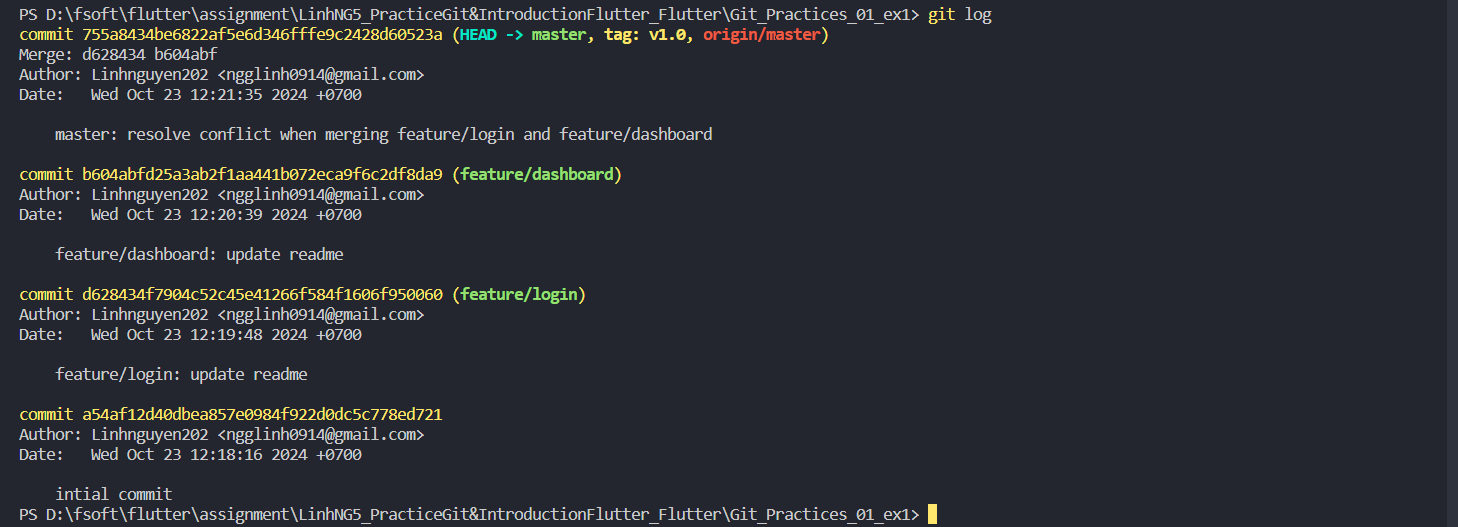 PS D:\fsoft\flutter\assignment\LinhNG5_PracticeGit&IntroductionFlutter_Flutter\Git_Practices_01_ex1> git log
commit 755a8434be6822af5e6d346fffe9c2428d60523a (HEAD -> master, tag: v1.0, origin/master)
Merge: d628434 b604abf
Author: Linhnguyen202 <ngglinh0914@gmail.com>
Date:   Wed Oct 23 12:21:35 2024 +0700
    master: resolve conflict when merging feature/login and feature/dashboard
commit b604abfd25a3ab2f1aa441b072eca9f6c2df8da9 (feature/dashboard)
Author: Linhnguyen202 <ngglinh0914@gmail.com>
Date:   Wed Oct 23 12:20:39 2024 +0700
    feature/dashboard: update readme
commit d628434f7904c52c45e41266f584f1606f950060 (feature/login)
Author: Linhnguyen202 <ngglinh0914@gmail.com>
Date:   Wed Oct 23 12:19:48 2024 +0700
    feature/login: update readme
commit a54af12d40dbea857e0984f922d0dc5c778ed721
Author: Linhnguyen202 <ngglinh0914@gmail.com>
Date:   Wed Oct 23 12:18:16 2024 +0700
    intial commit
PS D:\fsoft\flutter\assignment\LinhNG5_PracticeGit&IntroductionFlutter_Flutter\Git_Practices_01_ex1>